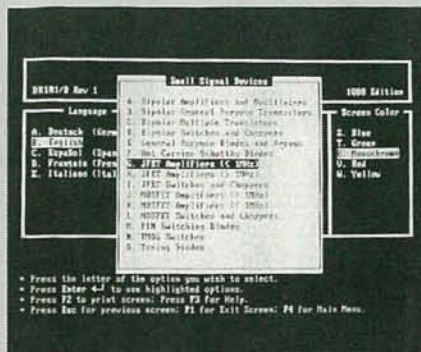 Small Signal Devices
DK101/D Rev 1
1988 Edition
Language
Screen Color
A. Bipolar Amplifiers and Oscillators
B. Bipolar General Purpose Transistors
C. Bipolar Multiple Transistors
D. Bipolar Switches and Choppers
E. General Purpose Diodes and Arrays
F. Hot Carrier Schottky Diodes
G. JFET Amplifiers (<
H. JFET Amplifiers (>
I. JFET Switches and Choppers
J. MOSFET Amplifiers (<
K. MOSFET Amplifiers (>
L. MOSFET Switches and Choppers
M. PIN Switching Diodes
N. TMOS Switches
O. Tuning Diodes
A. Deutsch (Germ
B. English
C. Español (Span
D. Français (Fren
E. Italiano (Ital
S. Blue
T. Green
U. Monochrome
V. Red
W. Yellow
* Press the letter of the option you wish to select.
* Press Enter ↵ to use highlighted options.
* Press F2 to print screen; Press F3 for Help.
* Press Esc for previous screen; F1 for Exit Screen; F4 for Main Menu.